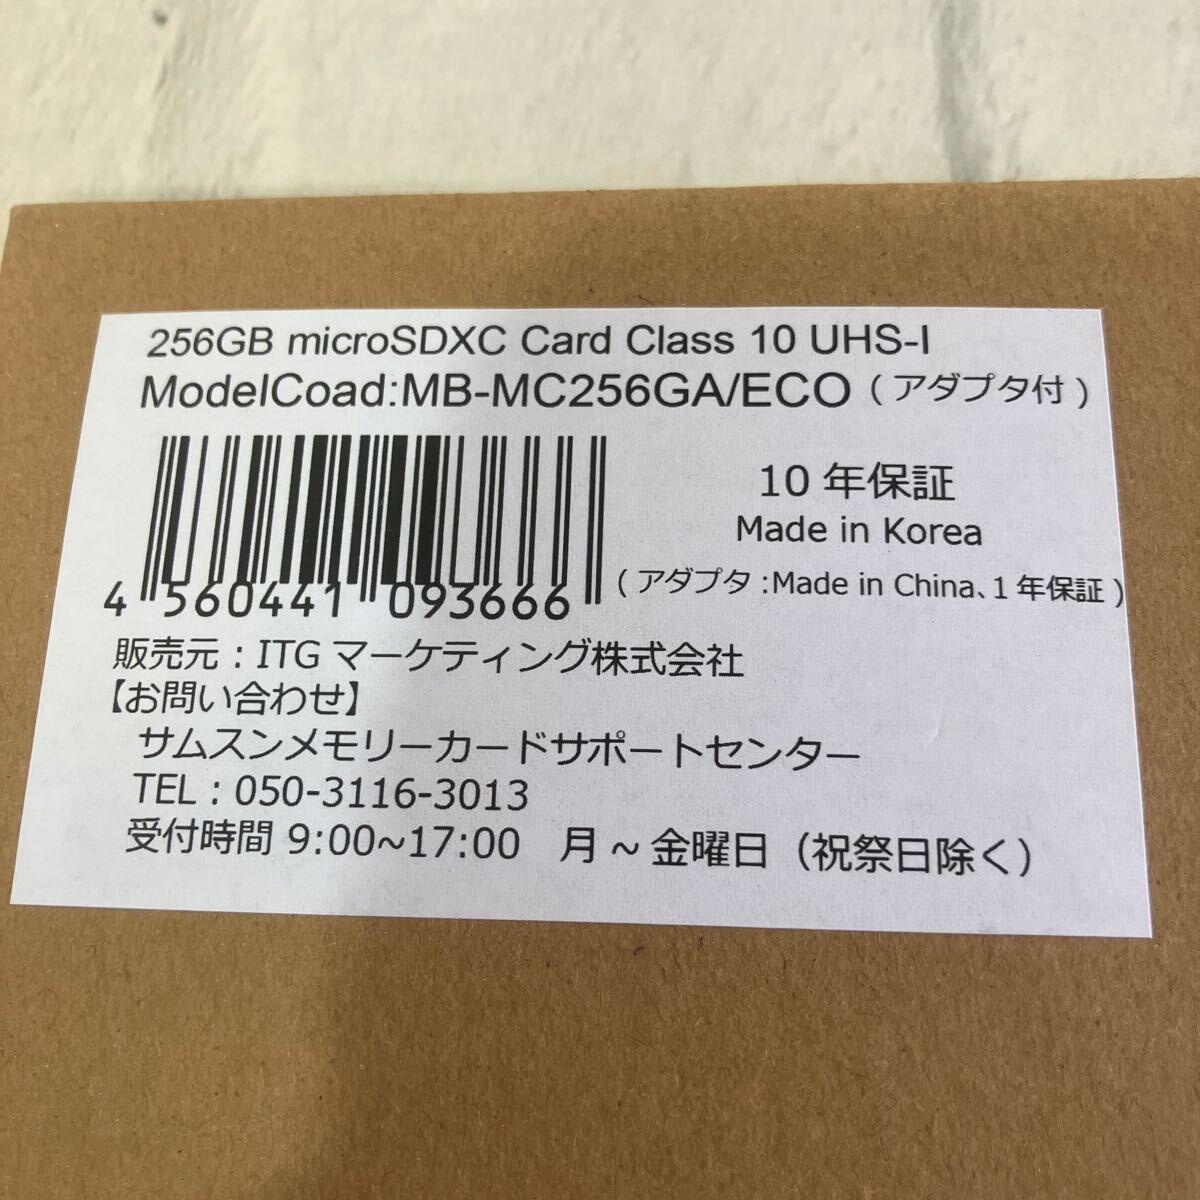 256GB microSDXC Card Class 10 UHS-I
ModelCoad:MB-MC256GA/ECO（アダプタ付）
10 年保証
Made in Korea
（アダプタ:Made in China、1 年保証）
4 560441 093666
販売元：ITG マーケティング株式会社
【お問い合わせ】
サムスンメモリーカードサポートセンター
TEL：050-3116-3013
受付時間 9:00~17:00　月 ~ 金曜日（祝祭日除く）